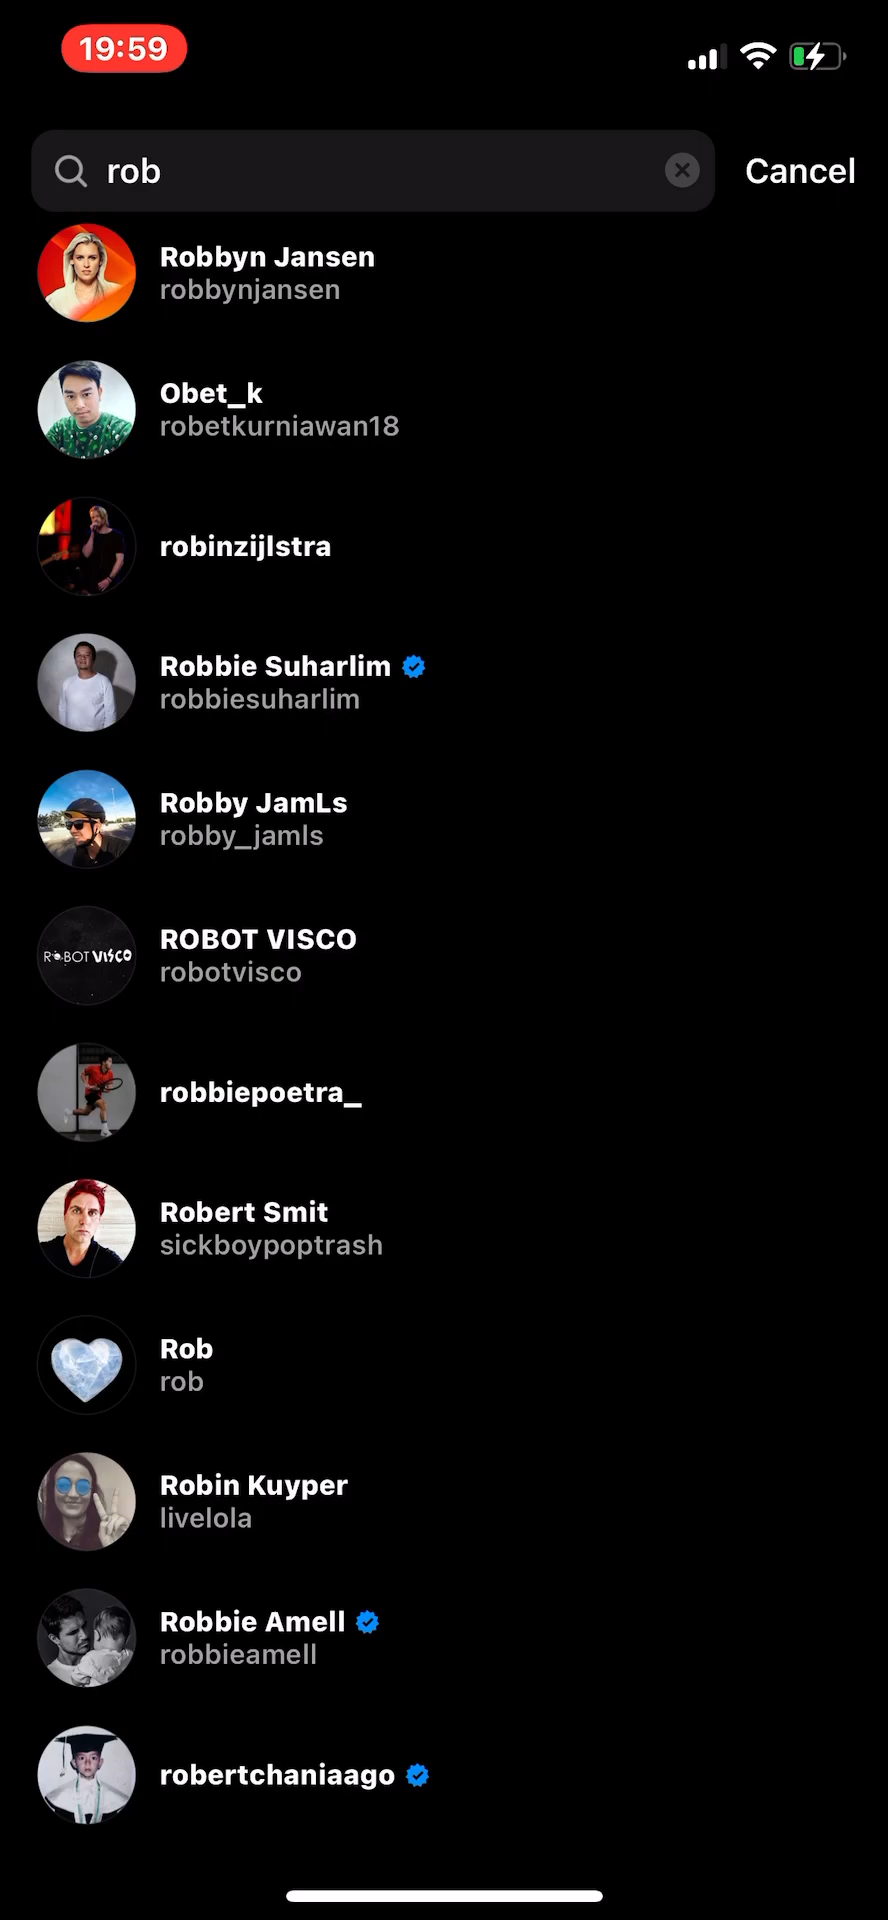 19:59
rob
Cancel
Robbyn Jansen
robbynjansen
Obet_k
robetkurniawan18
robinzijlstra
Robbie Suharlim
robbiesuharlim
Robby JamLs
robby_jamls
ROBOT VISCO
ROBOT VISCO
robotvisco
robbiepoetra_
Robert Smit
sickboypoptrash
Rob
rob
Robin Kuyper
livelola
Robbie Amell
robbieamell
robertchaniaago